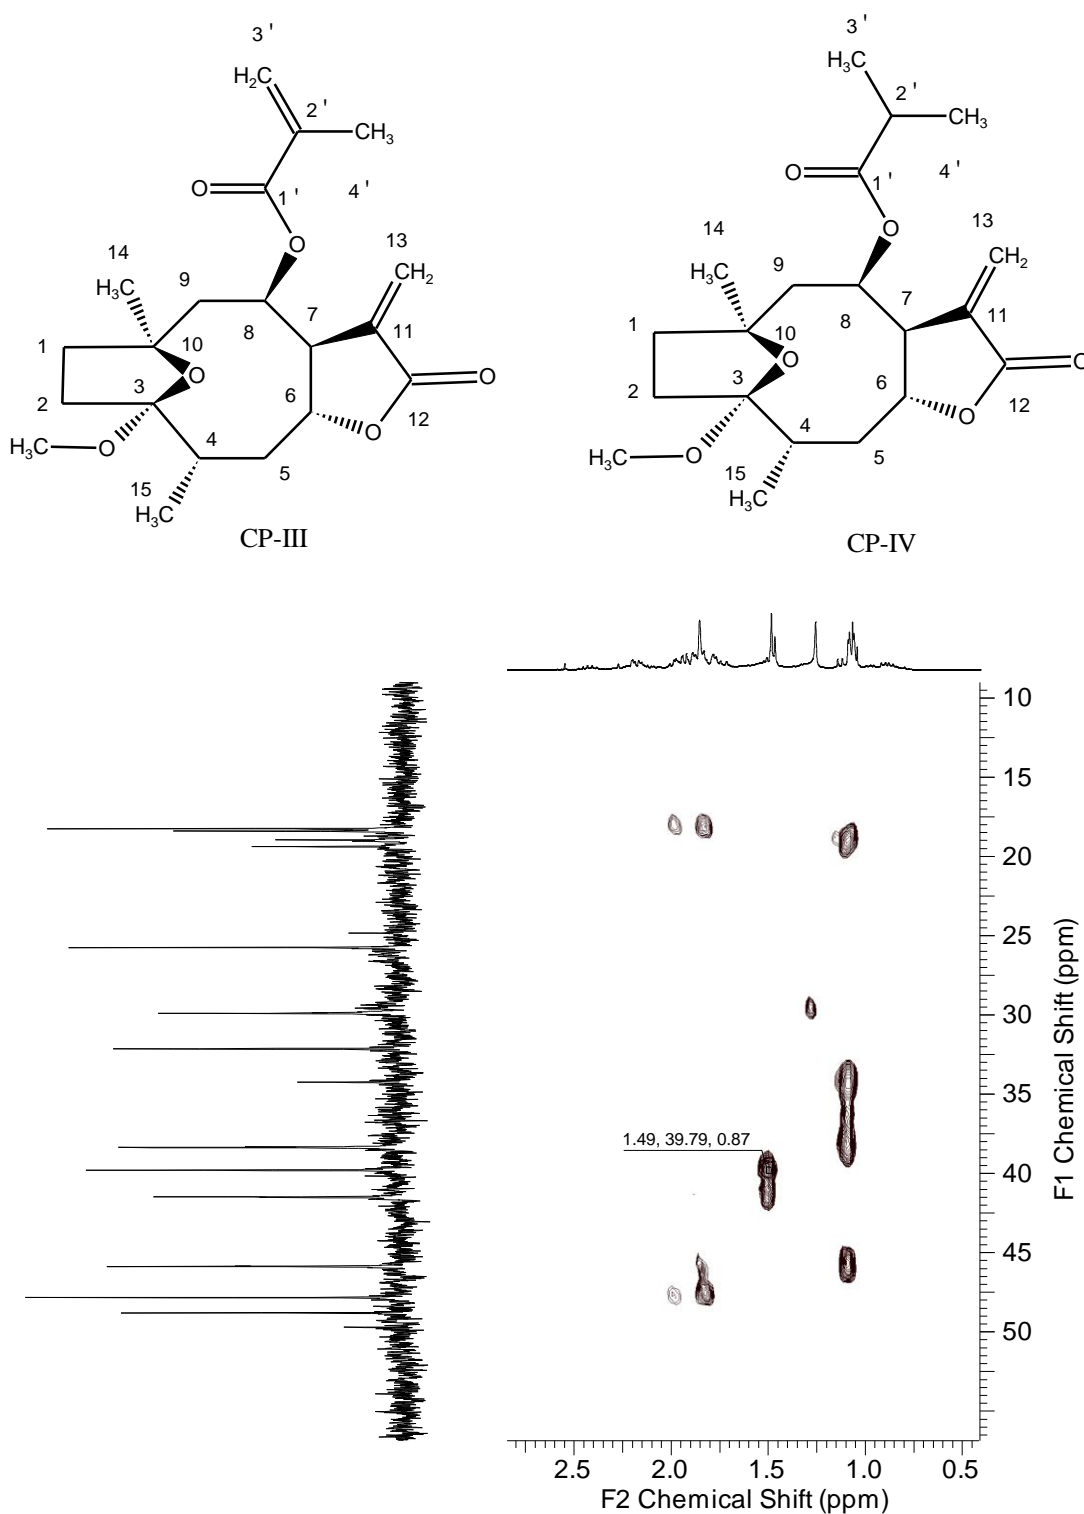 3 '
H2C
2 '
CH3
O
1 '
4 '
O
13
CH2
14
H3C
9
8
7
11
1
10
O
O
2
3
6
12
O
H3C
O
4
5
15
H3C
CP-III
3 '
H3C
2 '
CH3
O
1 '
4 '
O
13
CH2
14
H3C
9
7
8
11
1
10
O
O
2
3
6
12
O
H3C
O
4
5
15
H3C
CP-IV
10
15
20
25
30
35
40
45
50
F1 Chemical Shift (ppm)
1.49, 39.79, 0.87
2.5 2.0 1.5 1.0 0.5
F2 Chemical Shift (ppm)